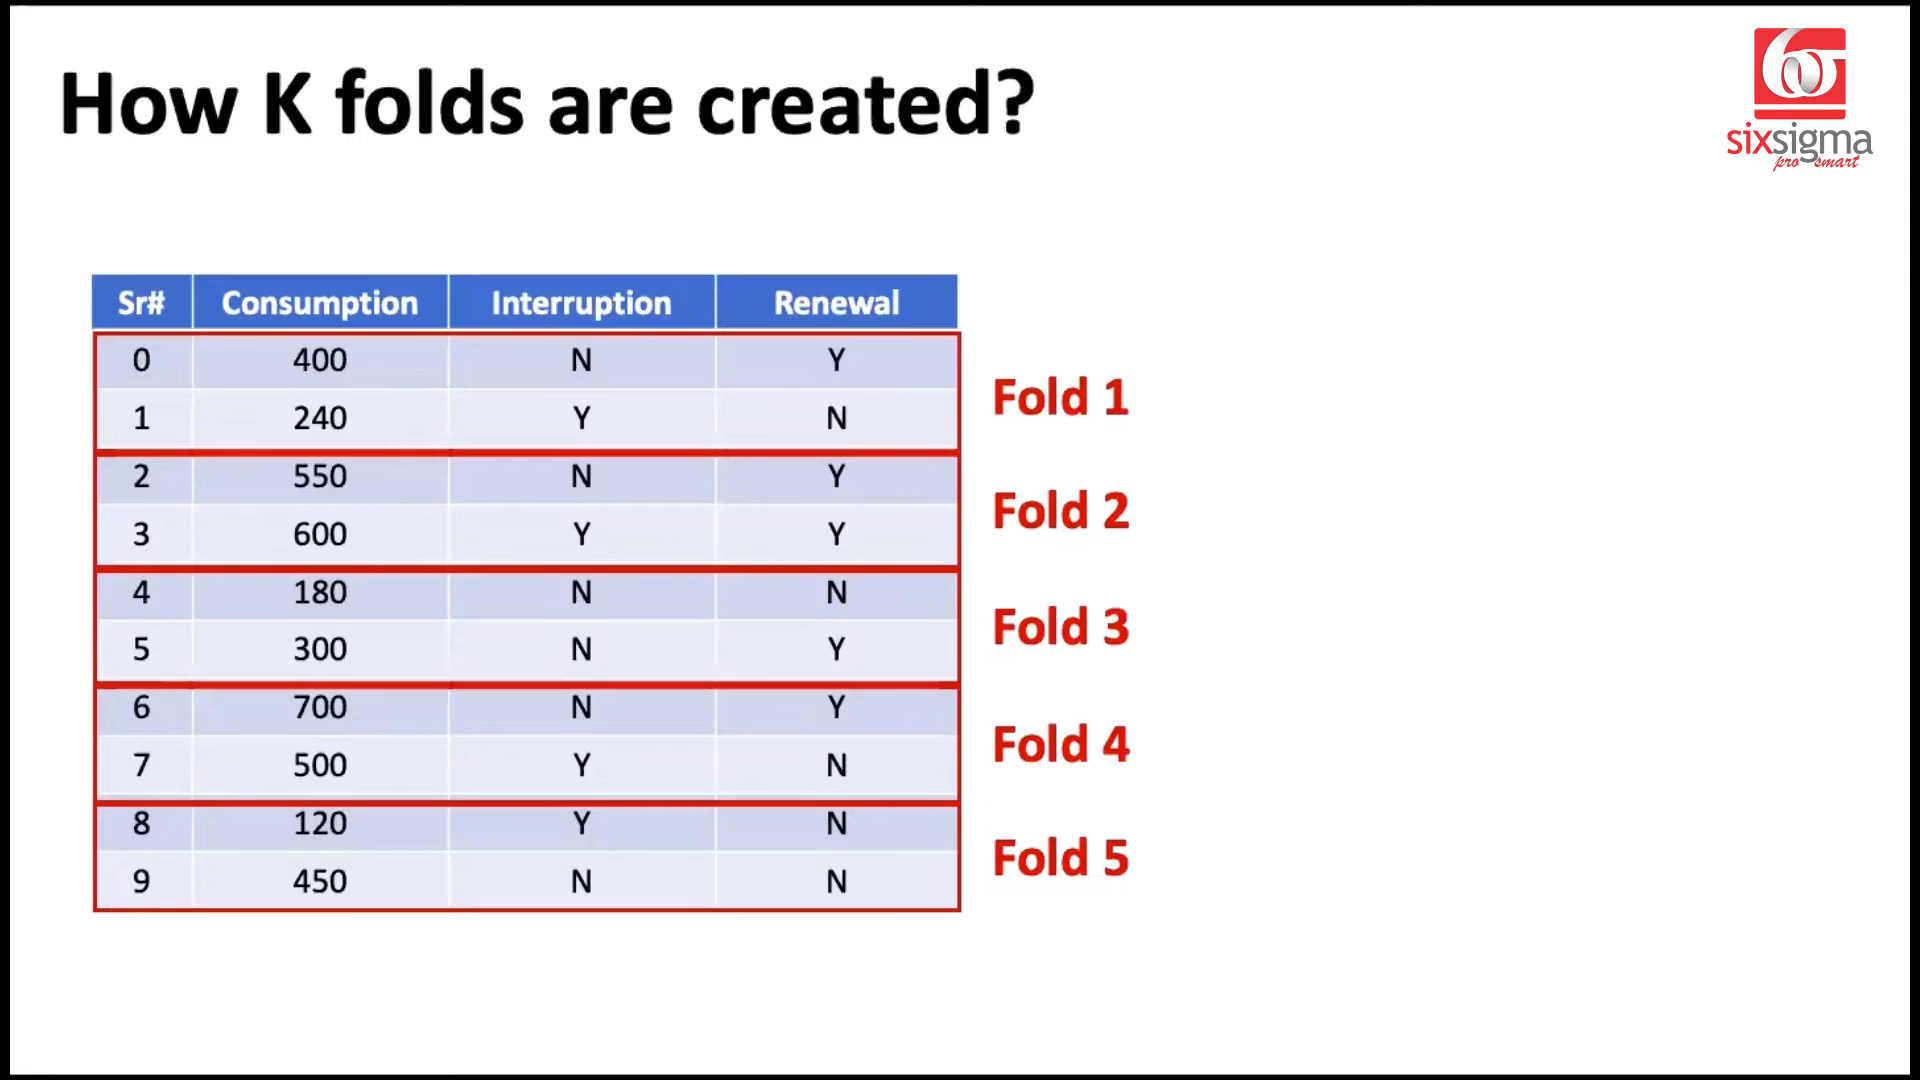 How K folds are created?
sixsigma
pro smart
Sr# Consumption Interruption Renewal
0 400 N Y
1 240 Y N
Fold 1
2 550 N Y
3 600 Y Y
Fold 2
4 180 N N
5 300 N Y
Fold 3
6 700 N Y
7 500 Y N
Fold 4
8 120 Y N
9 450 N N
Fold 5